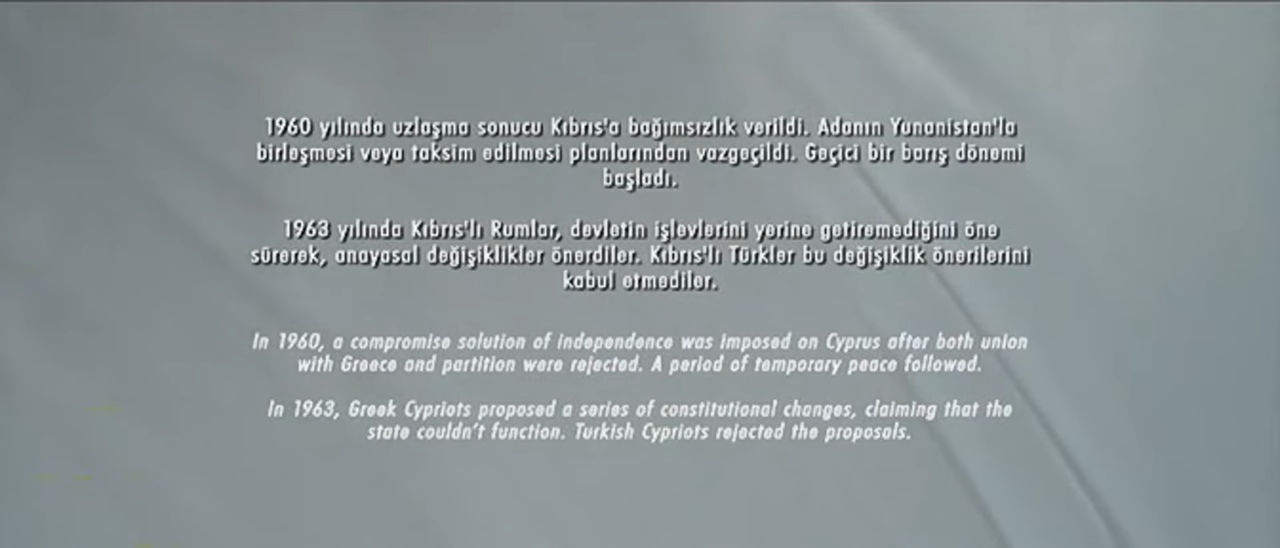 1960 yılında uzlaşma sonucu Kıbrıs'a bağımsızlık verildi. Adanın Yunanistan'la
birleşmesi veya taksim edilmesi planlarından vazgeçildi. Geçici bir barış dönemi
başladı.
1963 yılında Kıbrıs'lı Rumlar, devletin işlevlerini yerine getiremediğini öne
sürerek, anayasal değişiklikler önerdiler. Kıbrıs'lı Türkler bu değişiklik önerilerini
kabul etmediler.
In 1960, a compromise solution of independence was imposed on Cyprus after both union
with Greece and partition were rejected. A period of temporary peace followed.
In 1963, Greek Cypriots proposed a series of constitutional changes, claiming that the
state couldn't function. Turkish Cypriots rejected the proposals.